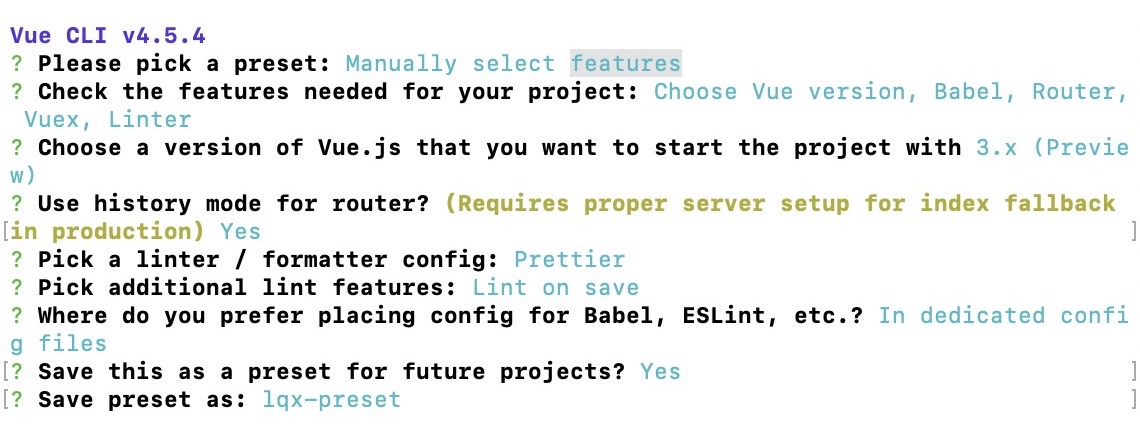 Vue CLI v4.5.4
? Please pick a preset: Manually select features
? Check the features needed for your project: Choose Vue version, Babel, Router,
 Vuex, Linter
? Choose a version of Vue.js that you want to start the project with 3.x (Previe
w)
? Use history mode for router? (Requires proper server setup for index fallback
[in production) Yes ]
? Pick a linter / formatter config: Prettier
? Pick additional lint features: Lint on save
? Where do you prefer placing config for Babel, ESLint, etc.? In dedicated confi
g files
[? Save this as a preset for future projects? Yes ]
[? Save preset as: lqx-preset ]